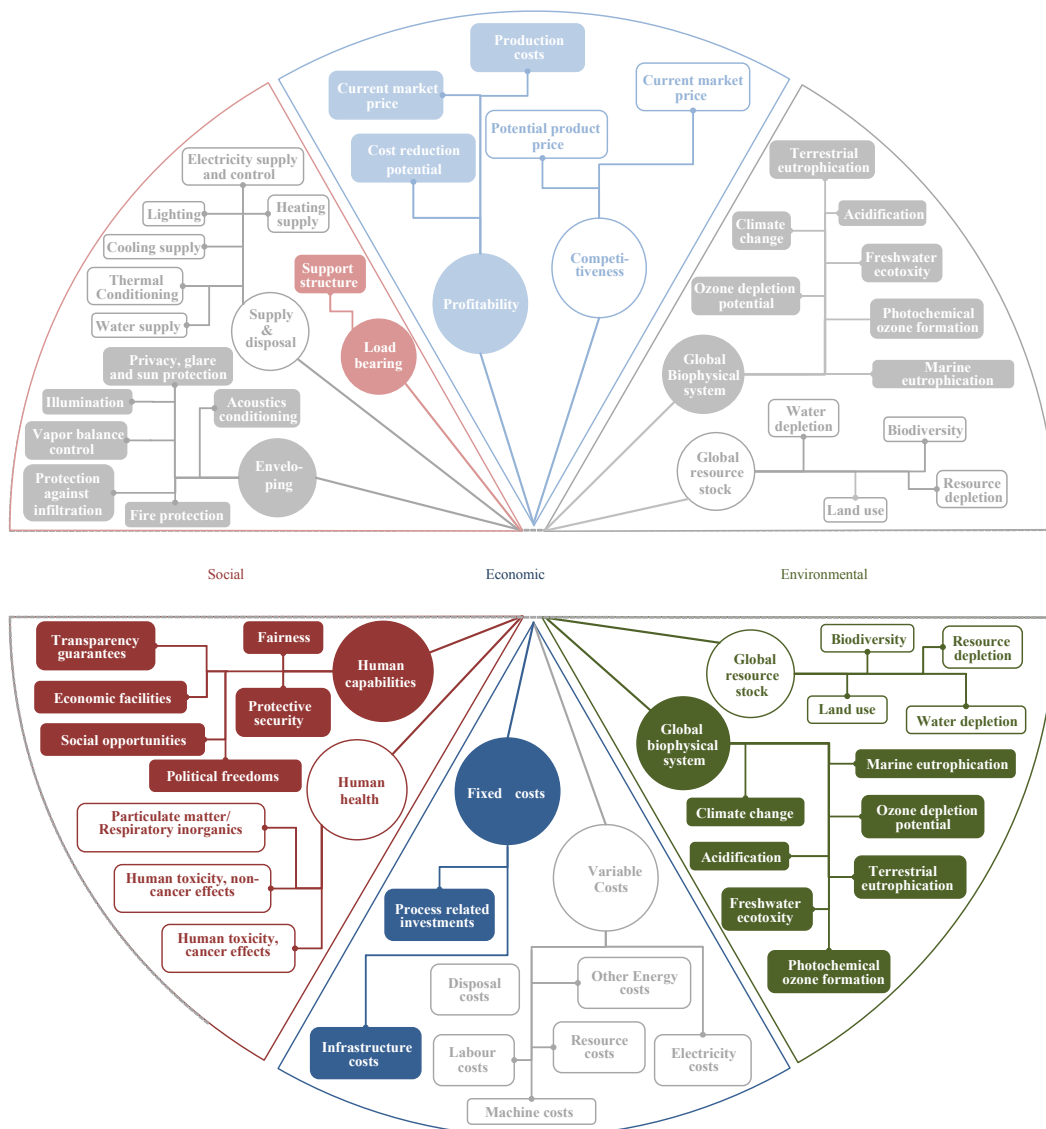 Production
costs
Current market
price
Current market
price
Potential product
price
Cost reduction
potential
Profitability
Competi-
tiveness
Electricity supply
and control
Lighting
Heating
supply
Cooling supply
Thermal
Conditioning
Water supply
Supply
&
disposal
Support
structure
Load
bearing
Privacy, glare
and sun protection
Illumination
Acoustics
conditioning
Vapor balance
control
Protection
against
infiltration
Fire protection
Envelo-
ping
Terrestrial
eutrophication
Acidification
Climate
change
Freshwater
ecotoxity
Ozone depletion
potential
Photochemical
ozone formation
Global
Biophysical
system
Marine
eutrophication
Water
depletion
Biodiversity
Global
resource
stock
Resource
depletion
Land use
Social
Economic
Environmental
Transparency
guarantees
Fairness
Human
capabilities
Economic facilities
Protective
security
Social opportunities
Political freedoms
Human
health
Particulate matter/
Respiratory inorganics
Human toxicity, non-
cancer effects
Human toxicity,
cancer effects
Fixed costs
Process related
investments
Infrastructure
costs
Variable
Costs
Disposal
costs
Other Energy
costs
Labour
costs
Resource
costs
Electricity
costs
Machine costs
Biodiversity
Resource
depletion
Global
resource
stock
Land use
Water depletion
Global
biophysical
system
Marine eutrophication
Climate change
Ozone depletion
potential
Acidification
Terrestrial
eutrophication
Freshwater
ecotoxity
Photochemical
ozone formation